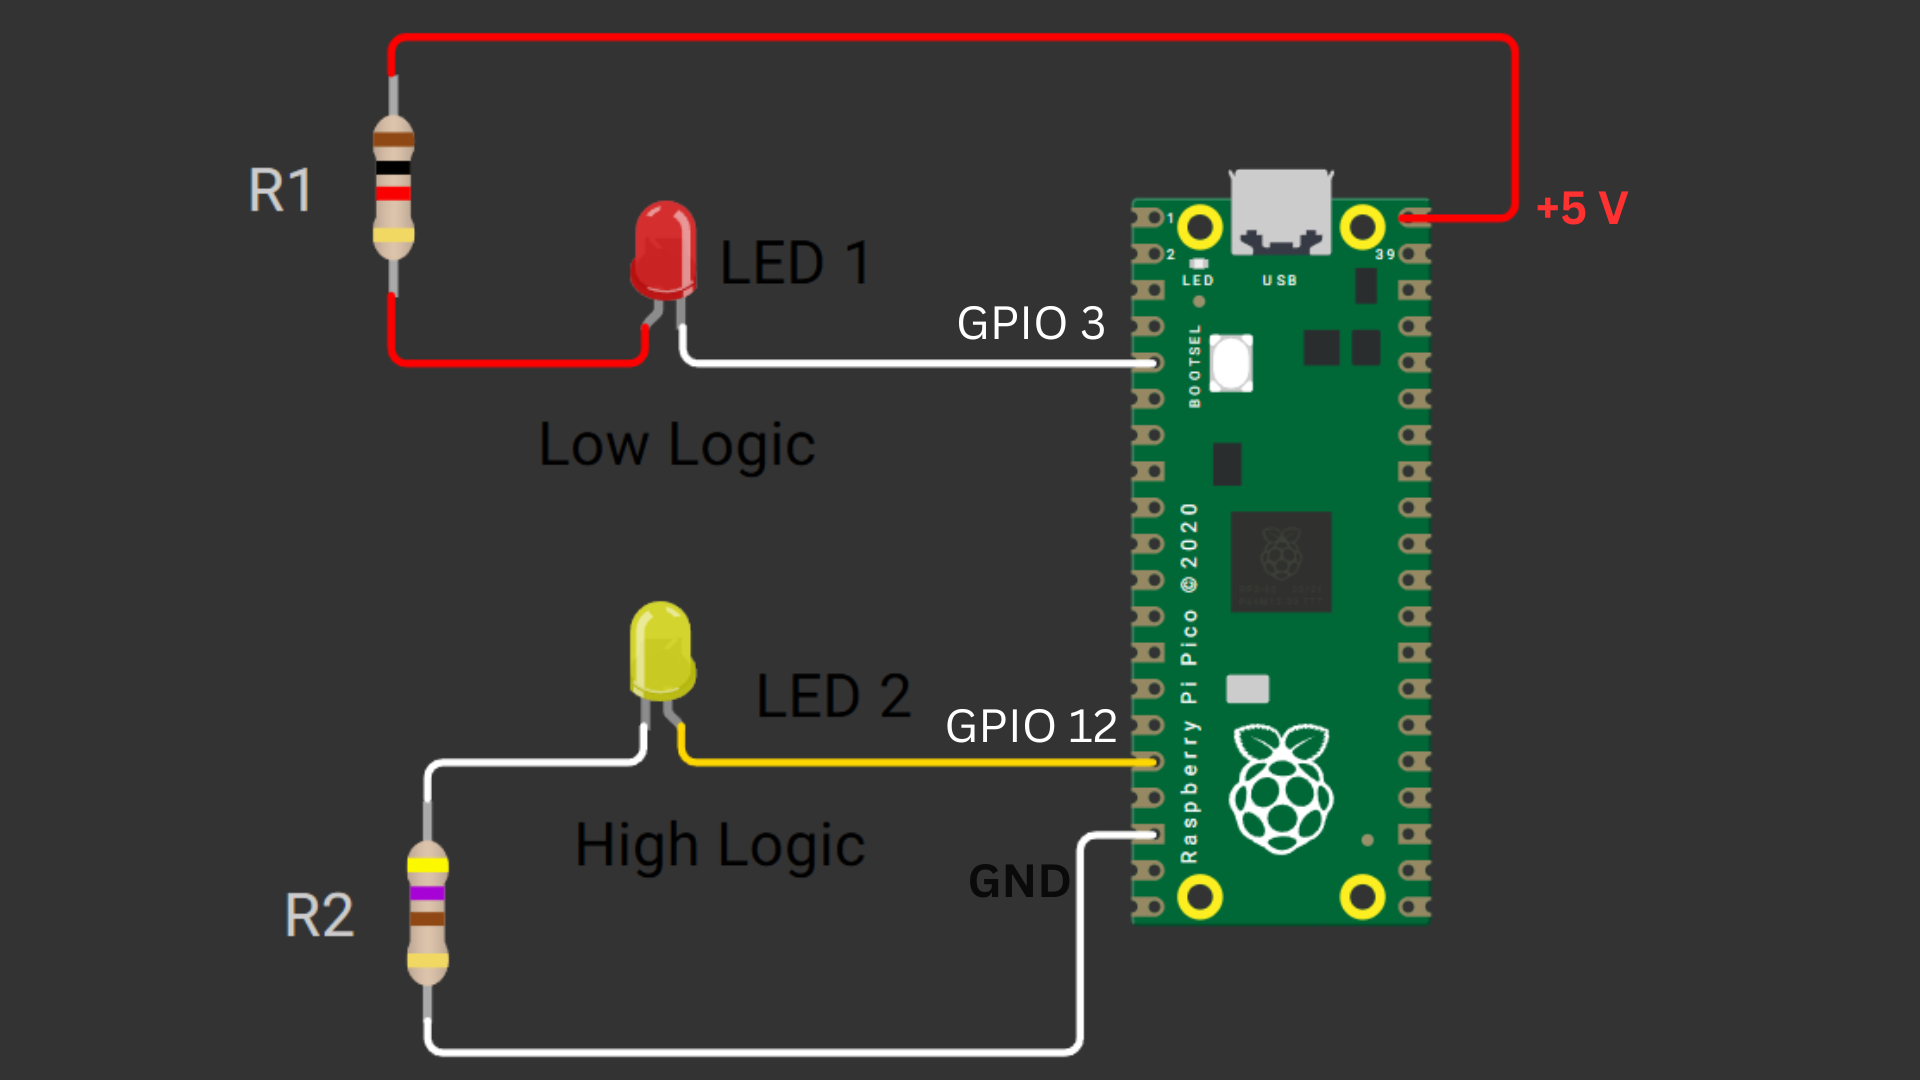 R1
LED 1
+5 V
1
2
39
LED
USB
GPIO 3
BOOTSEL
Low Logic
Raspberry Pi Pico ©2020
LED 2
GPIO 12
High Logic
GND
R2